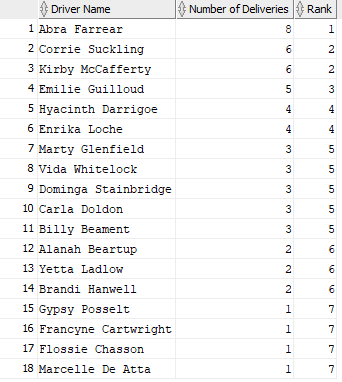 Driver Name Number of Deliveries Rank
1 Abra Farrear 8 1
2 Corrie Suckling 6 2
3 Kirby McCafferty 6 2
4 Emilie Guilloud 5 3
5 Hyacinth Darrigoe 4 4
6 Enrika Loche 4 4
7 Marty Glenfield 3 5
8 Vida Whitelock 3 5
9 Dominga Stainbridge 3 5
10 Carla Doldon 3 5
11 Billy Beament 3 5
12 Alanah Beartup 2 6
13 Yetta Ladlow 2 6
14 Brandi Hanwell 2 6
15 Gypsy Posselt 1 7
16 Francyne Cartwright 1 7
17 Flossie Chasson 1 7
18 Marcelle De Atta 1 7